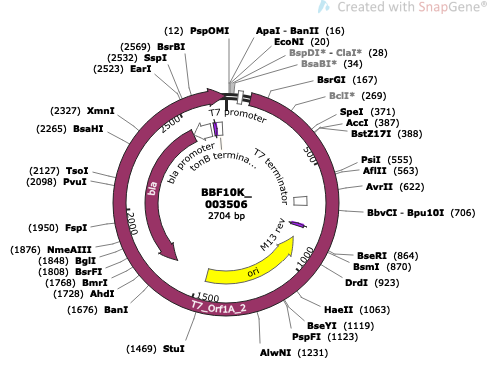 Created with SnapGene®
(12) PspOMI
ApaI - BanII (16)
EcoNI (20)
BspDI* - ClaI* (28)
BsaBI* (34)
BsrGI (167)
BclI* (269)
SpeI (371)
AccI (387)
BstZ17I (388)
PsiI (555)
AflII (563)
AvrII (622)
BbvCI - Bpu10I (706)
BseRI (864)
BsmI (870)
DrdI (923)
HaeII (1063)
BseYI (1119)
PspFI (1123)
AlwNI (1231)
(1469) StuI
(1676) BanI
(1728) AhdI
(1768) BmrI
(1808) BsrFI
(1848) BglI
(1876) NmeAIII
(1950) FspI
(2098) PvuI
(2127) TsoI
(2265) BsaHI
(2327) XmnI
(2523) EarI
(2532) SspI
(2569) BsrBI
T7 promoter
bla promoter
tonB termina...
T7 terminator
M13 rev
bla
ori
T7_Orf1A_2
500
1000
1500
2000
2500
BBF10K_
003506
2704 bp